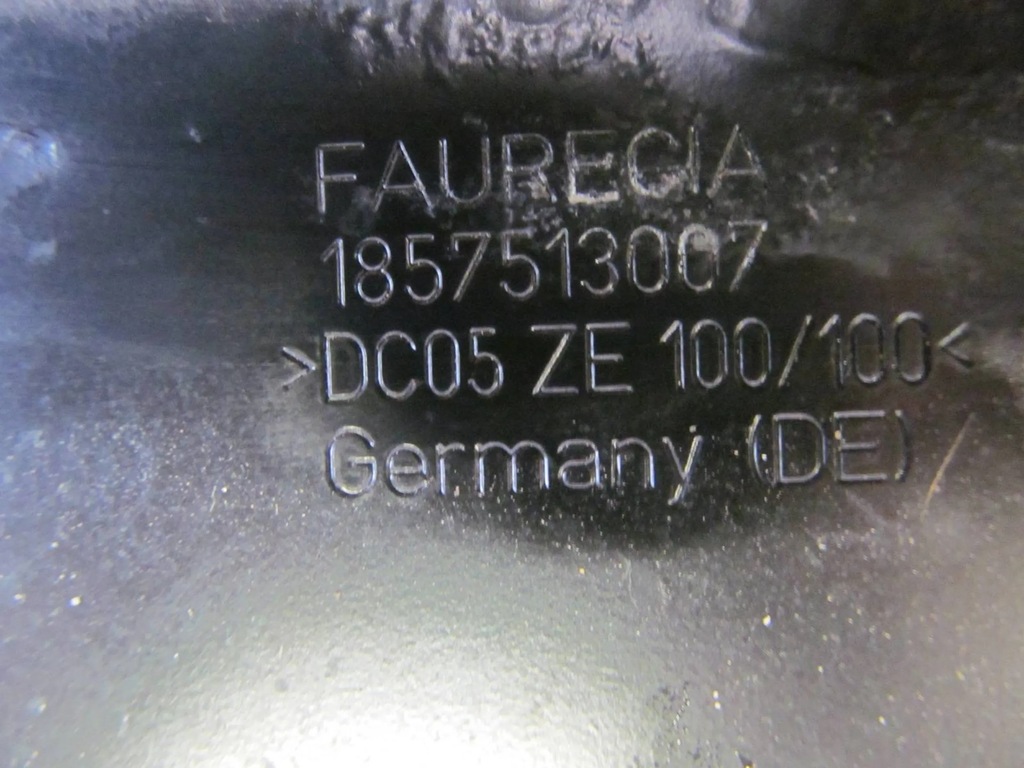 FAURECIA
1857513007
>DC05 ZE 100/100<
Germany (DE)